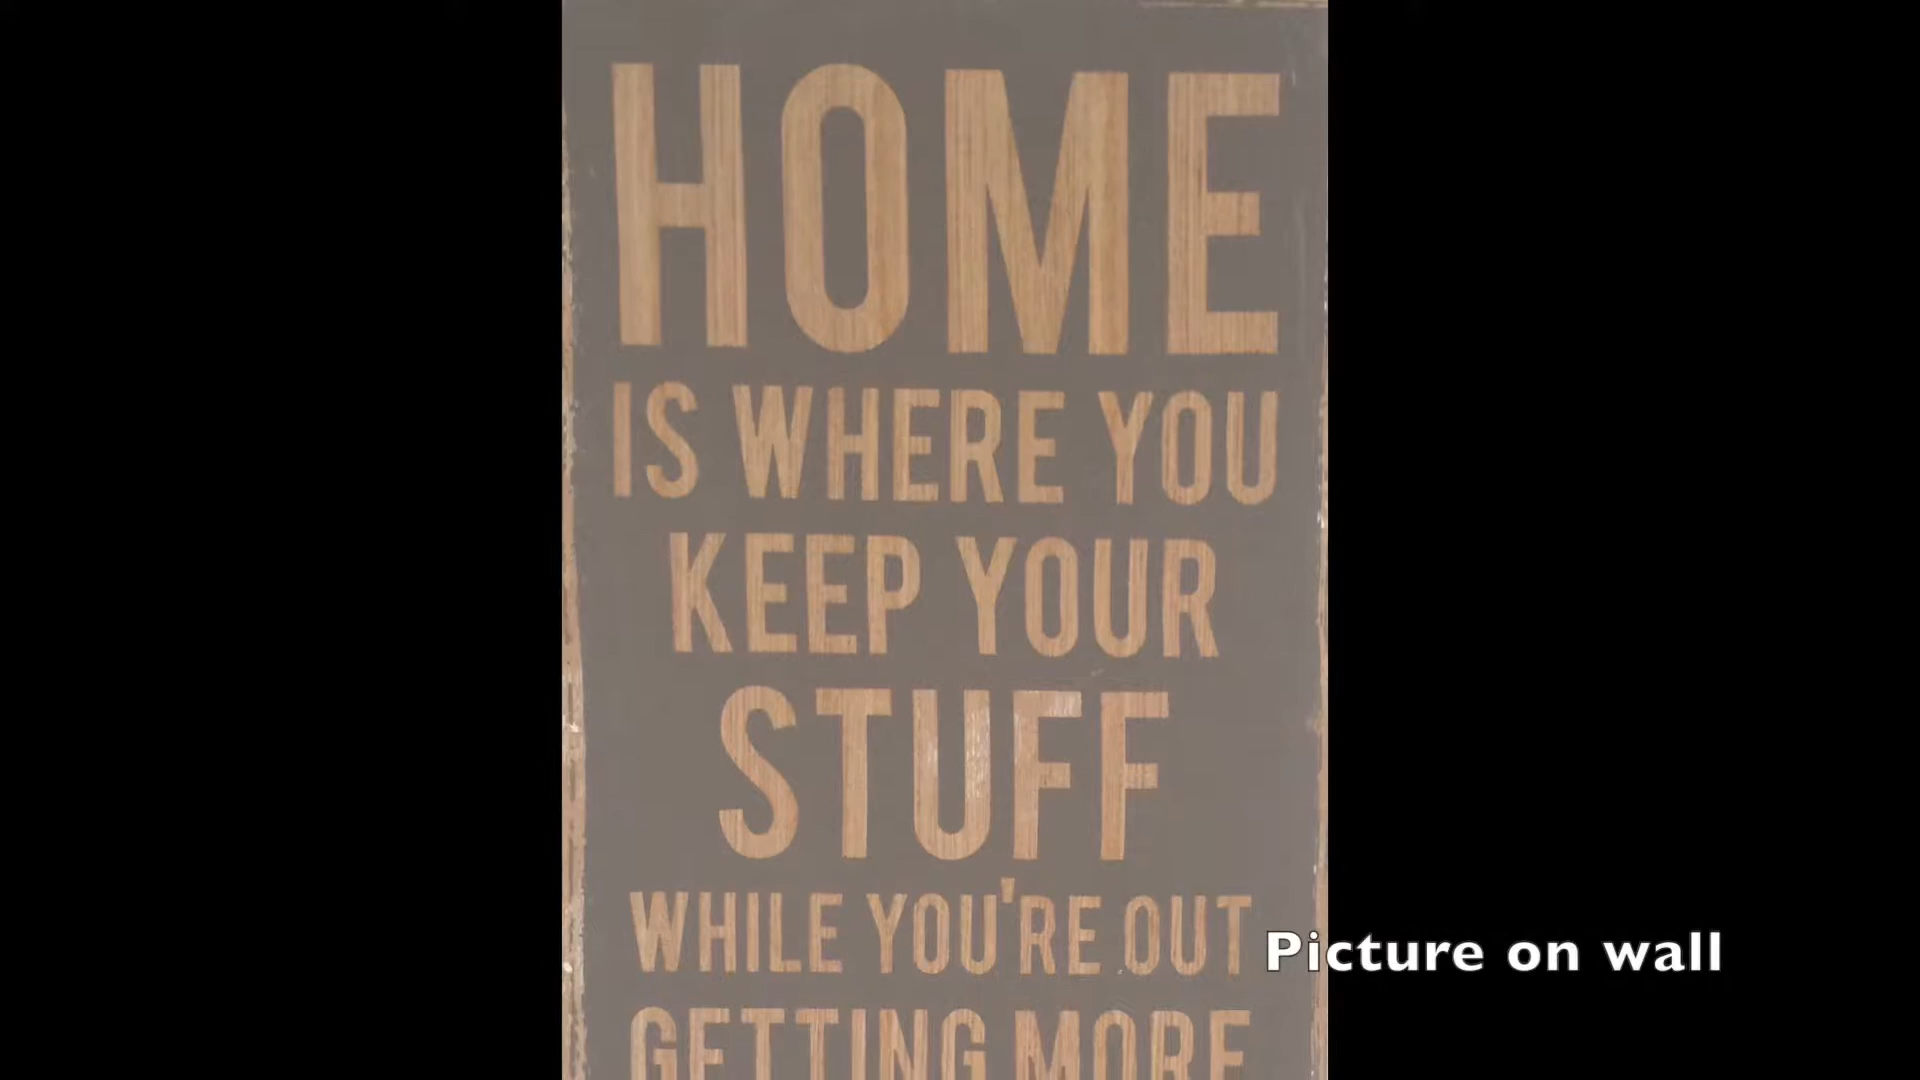 HOME
IS WHERE YOU
KEEP YOUR
STUFF
WHILE YOU'RE OUT
GETTING MORE
Picture on wall